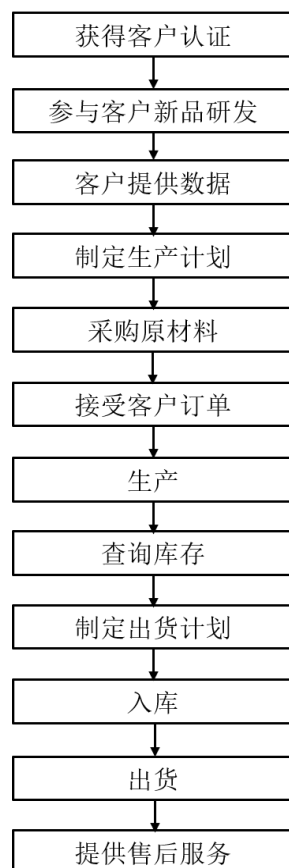 获得客户认证
参与客户新品研发
客户提供数据
制定生产计划
采购原材料
接受客户订单
生产
查询库存
制定出货计划
入库
出货
提供售后服务